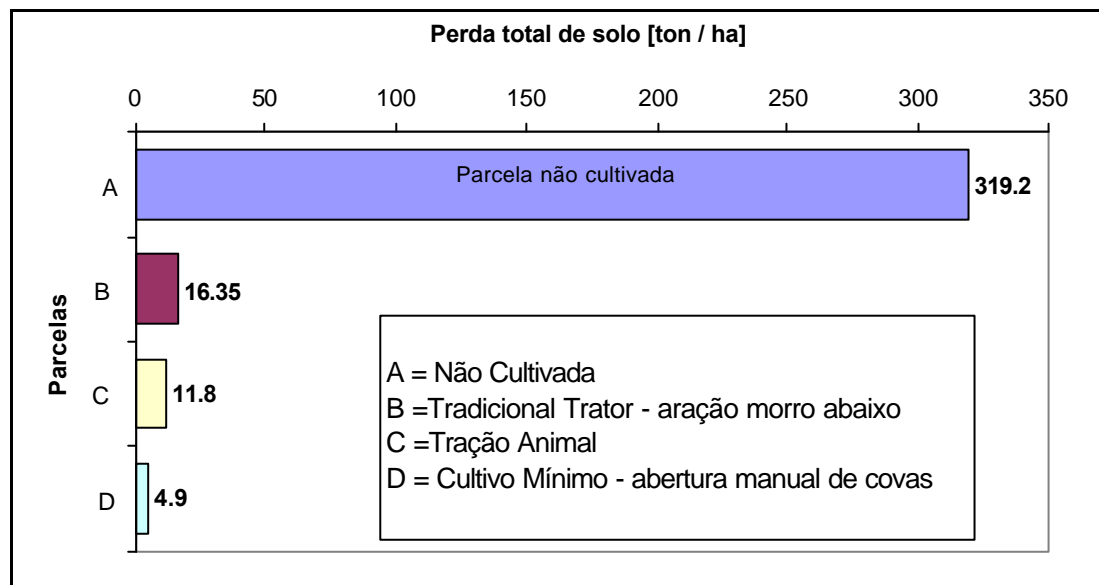 Perda total de solo [ton / ha]
0 50 100 150 200 250 300 350
Parcelas
A
Parcela não cultivada
319.2
B
16.35
C
11.8
D
4.9
A = Não Cultivada
B =Tradicional Trator - aração morro abaixo
C =Tração Animal
D = Cultivo Mínimo - abertura manual de covas